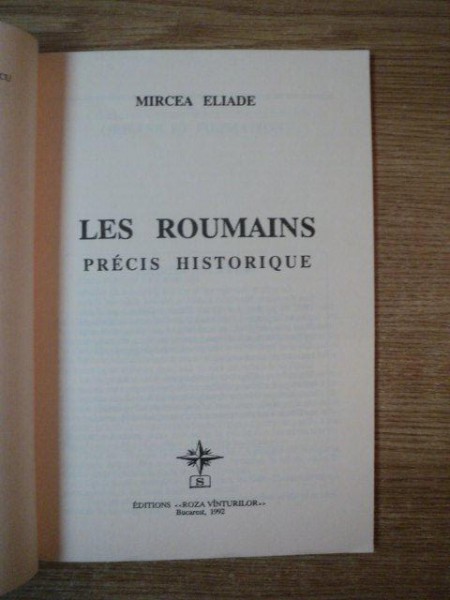 MIRCEA ELIADE
LES ROUMAINS
PRÉCIS HISTORIQUE
S
ÉDITIONS «ROZA VÎNTURILOR»
Bucarest, 1992